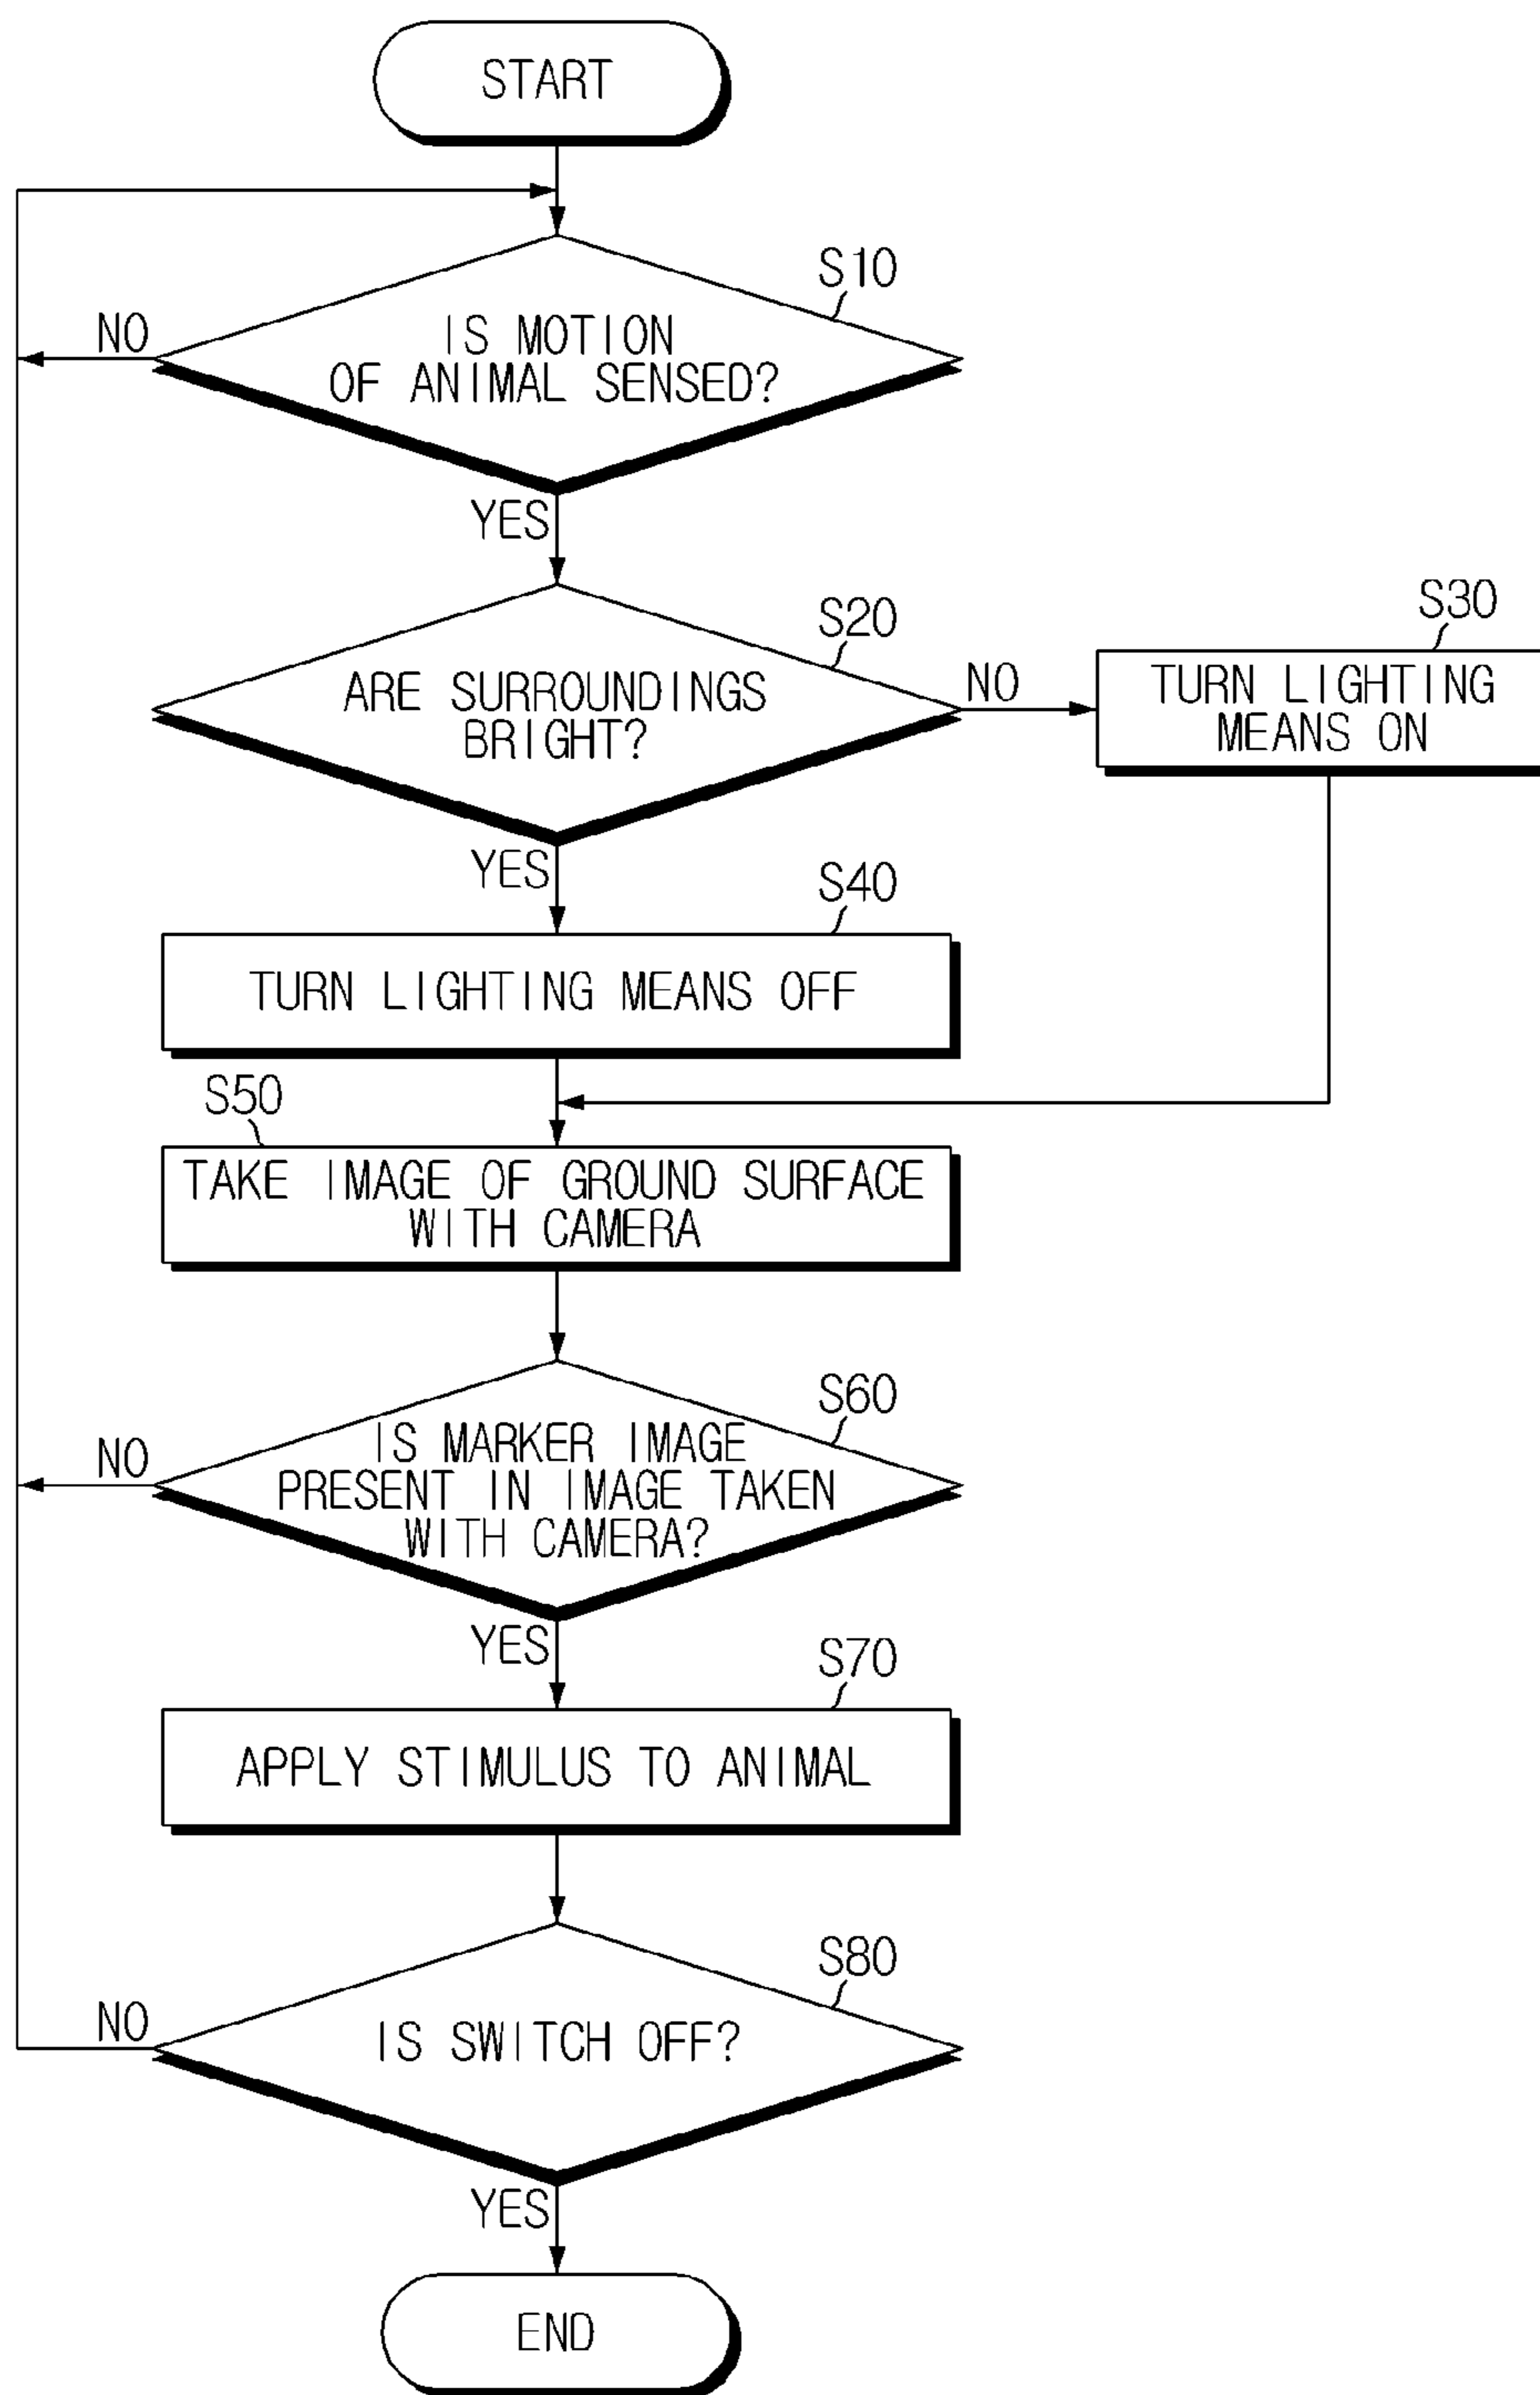 START
S10
NO
IS MOTION
OF ANIMAL SENSED?
YES
S20
S30
ARE SURROUNDINGS
BRIGHT?
NO
TURN LIGHTING
MEANS ON
YES
S40
TURN LIGHTING MEANS OFF
S50
TAKE IMAGE OF GROUND SURFACE
WITH CAMERA
S60
NO
IS MARKER IMAGE
PRESENT IN IMAGE TAKEN
WITH CAMERA?
YES
S70
APPLY STIMULUS TO ANIMAL
S80
NO
IS SWITCH OFF?
YES
END